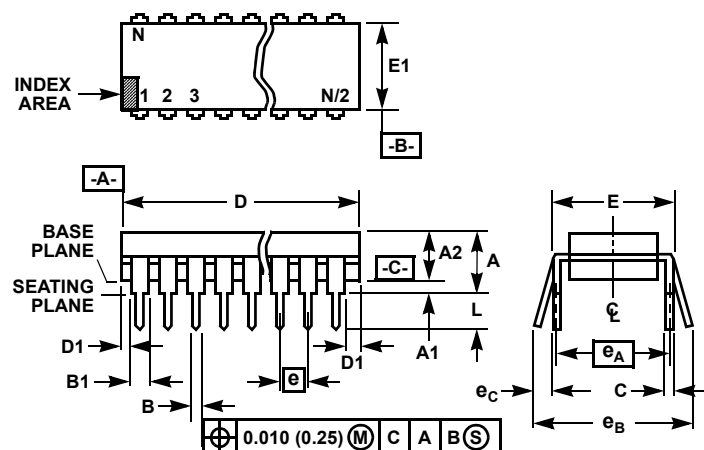 N
E1
INDEX
AREA
1 2 3 N/2
-B-
-A-
D
E
BASE
PLANE
A2
A
-C-
SEATING
PLANE
L
℄
D1
A1
D1
eA
B1
e
eC
C
B
eB
⌖ 0.010 (0.25) Ⓜ C A B Ⓢ